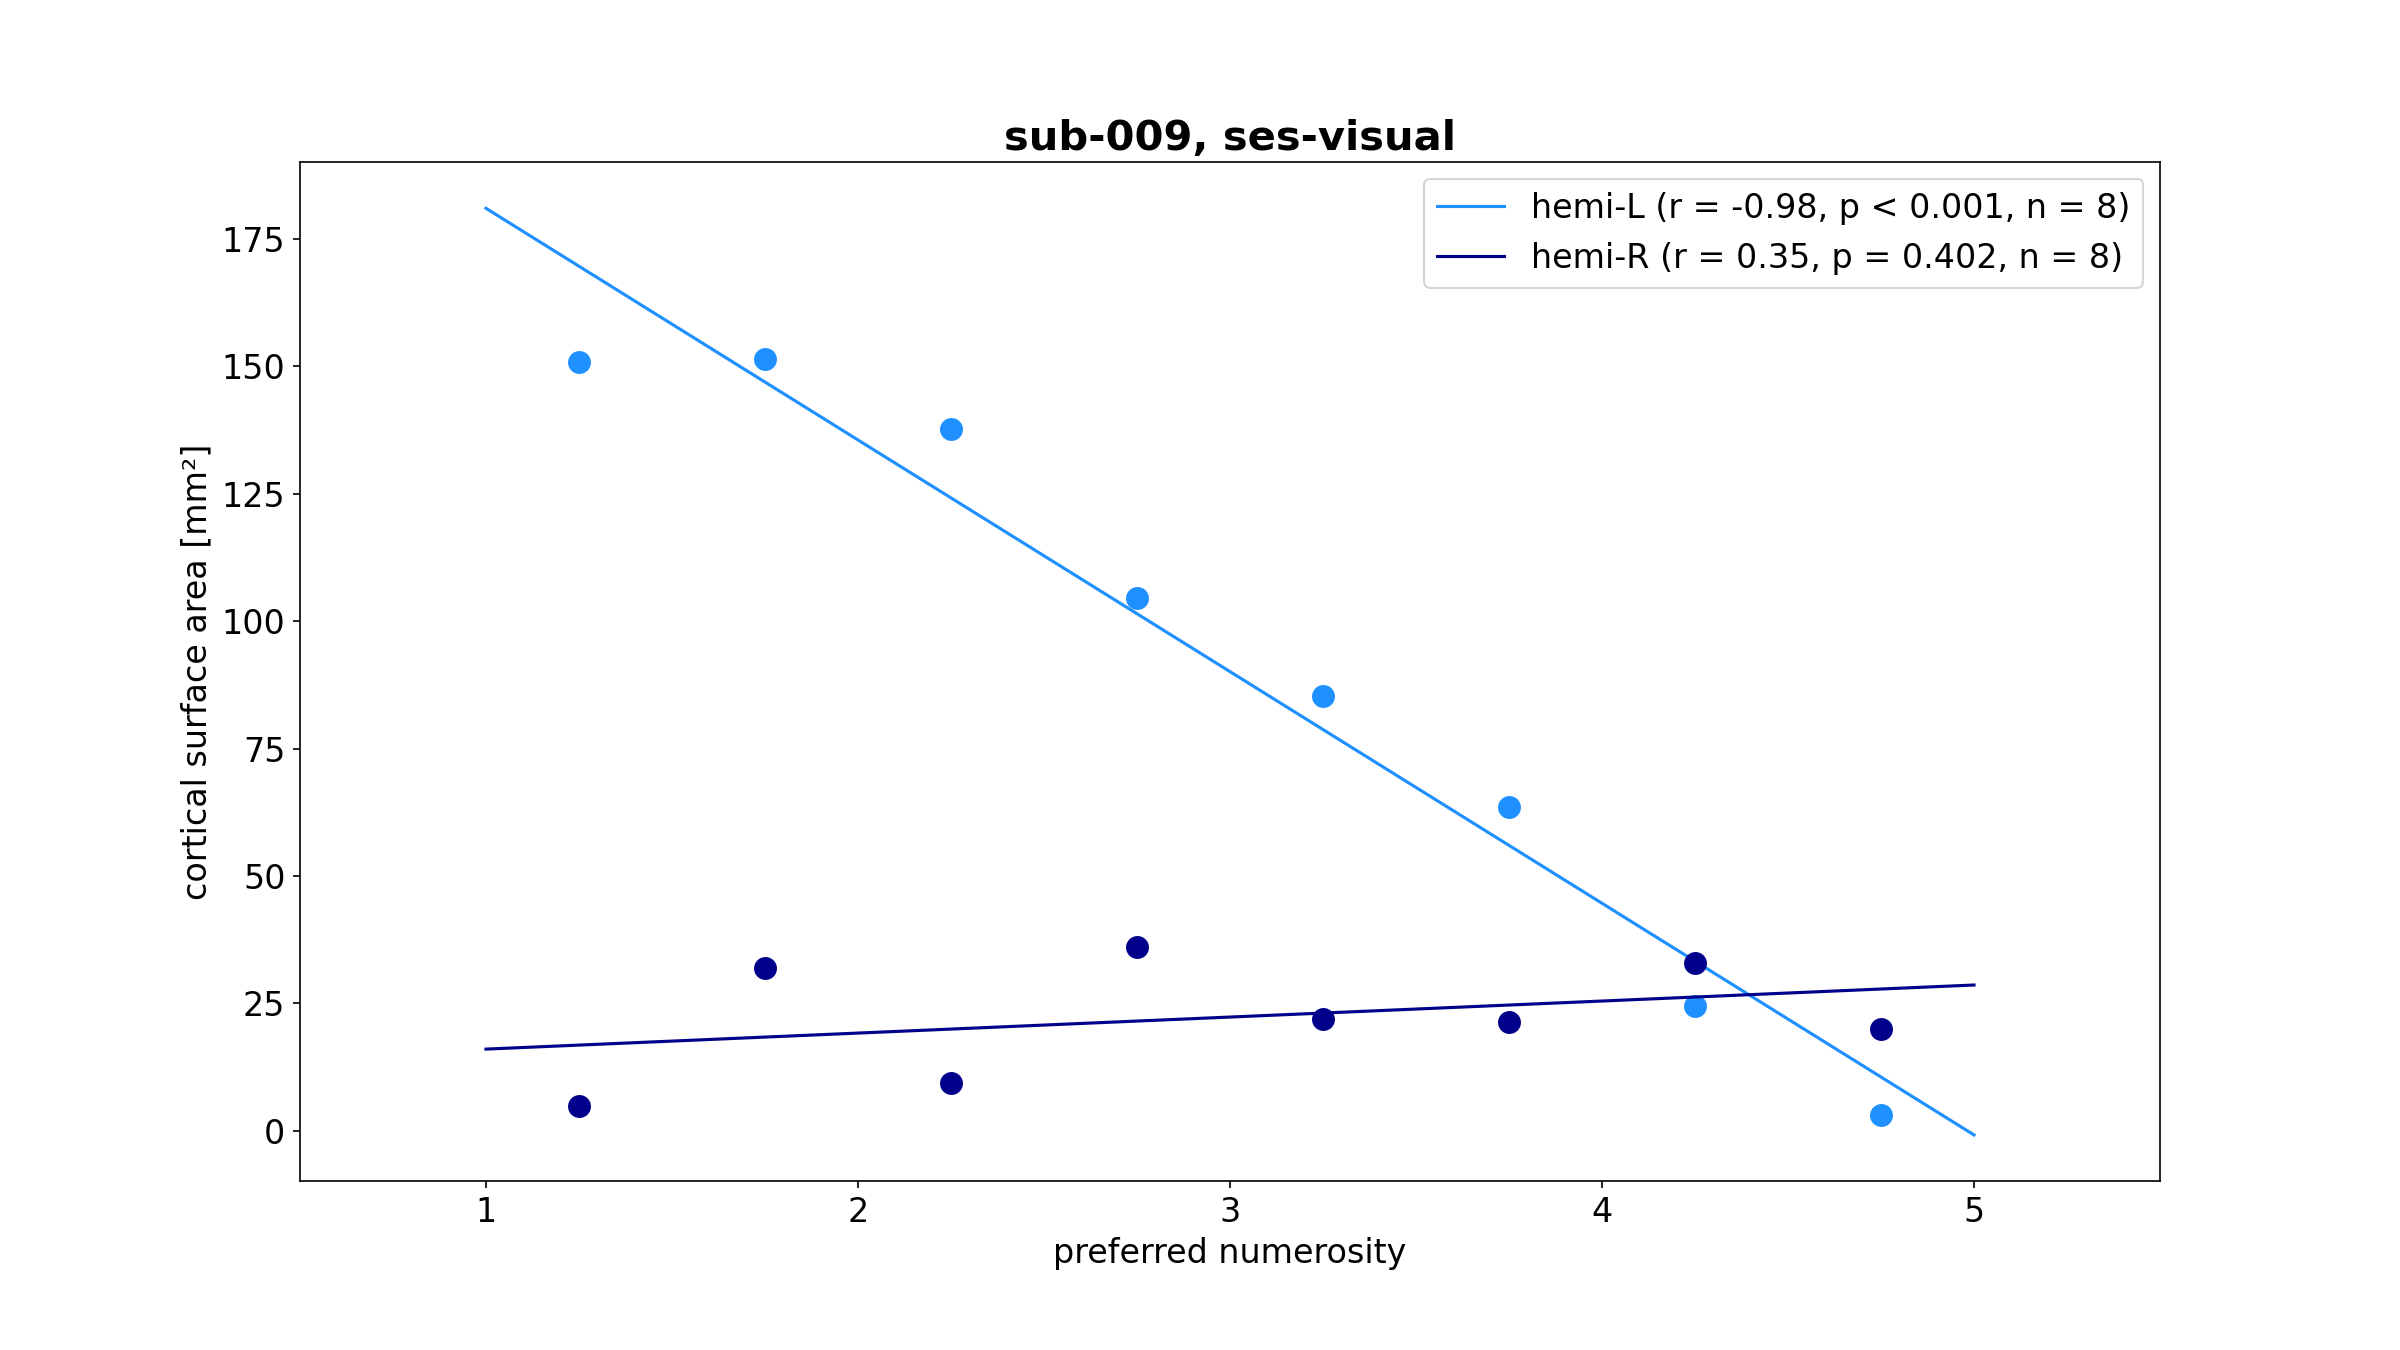 sub-009, ses-visual
hemi-L (r = -0.98, p < 0.001, n = 8)
hemi-R (r = 0.35, p = 0.402, n = 8)
cortical surface area [mm²]
175
150
125
100
75
50
25
0
1 2 3 4 5
preferred numerosity